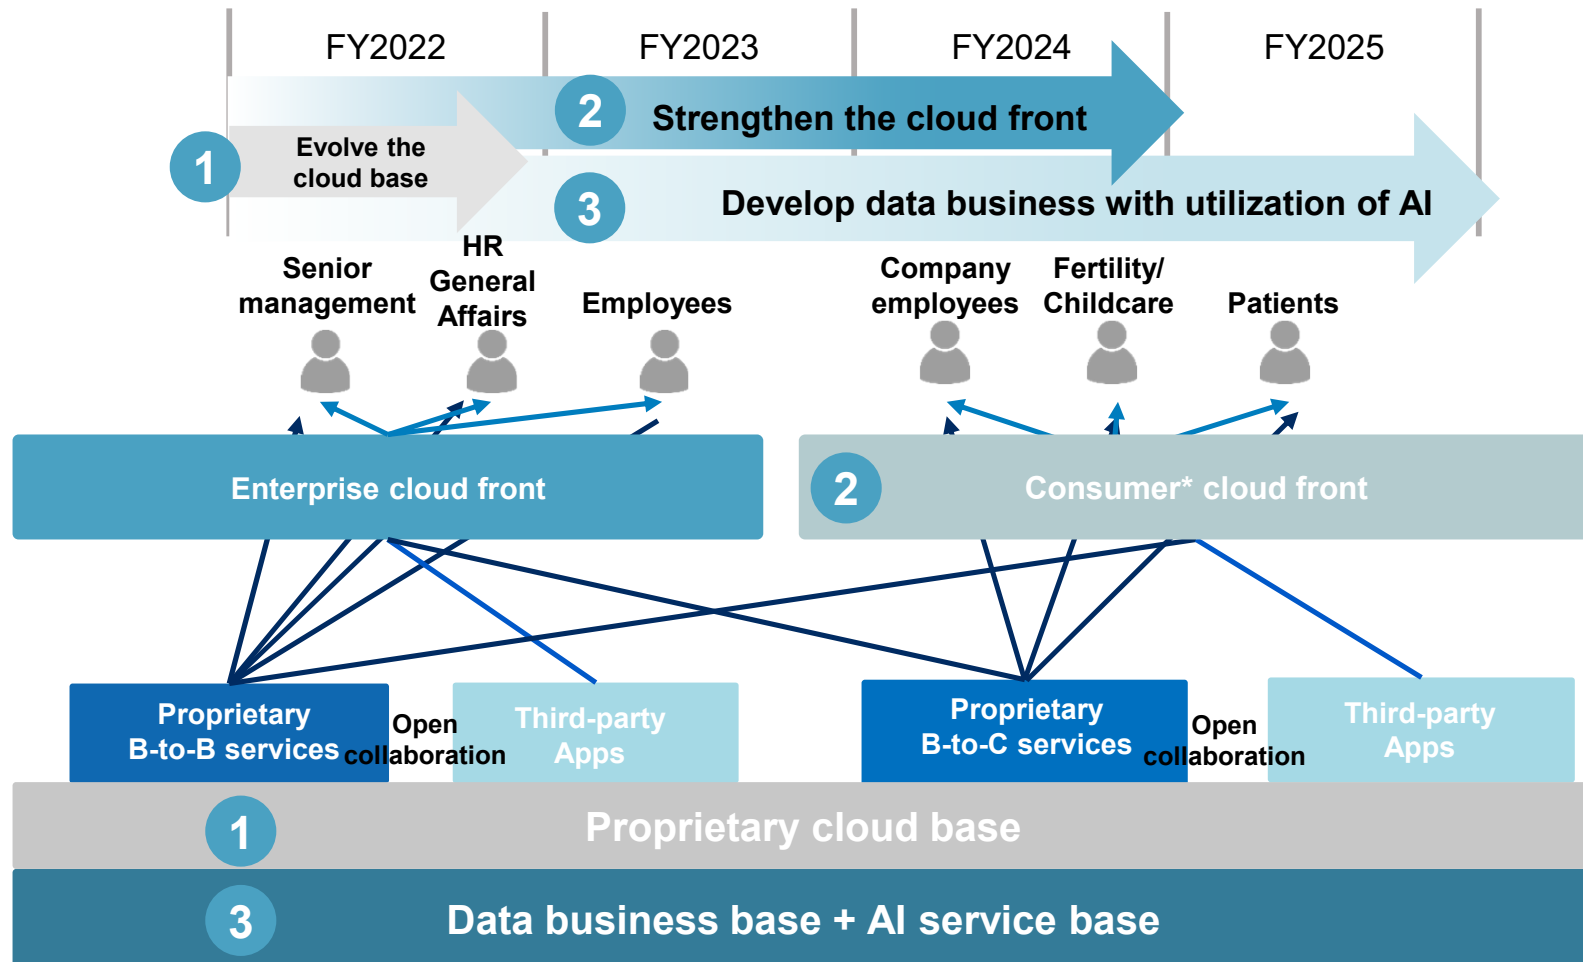 FY2022
FY2023
FY2024
FY2025
2
Strengthen the cloud front
1
Evolve the
cloud base
3
Develop data business with utilization of AI
Senior
management
HR
General
Affairs
Employees
Company
employees
Fertility/
Childcare
Patients
Enterprise cloud front
2
Consumer* cloud front
Proprietary
B-to-B services
Open
collaboration
Third-party
Apps
Proprietary
B-to-C services
Open
collaboration
Third-party
Apps
1
Proprietary cloud base
3
Data business base + AI service base